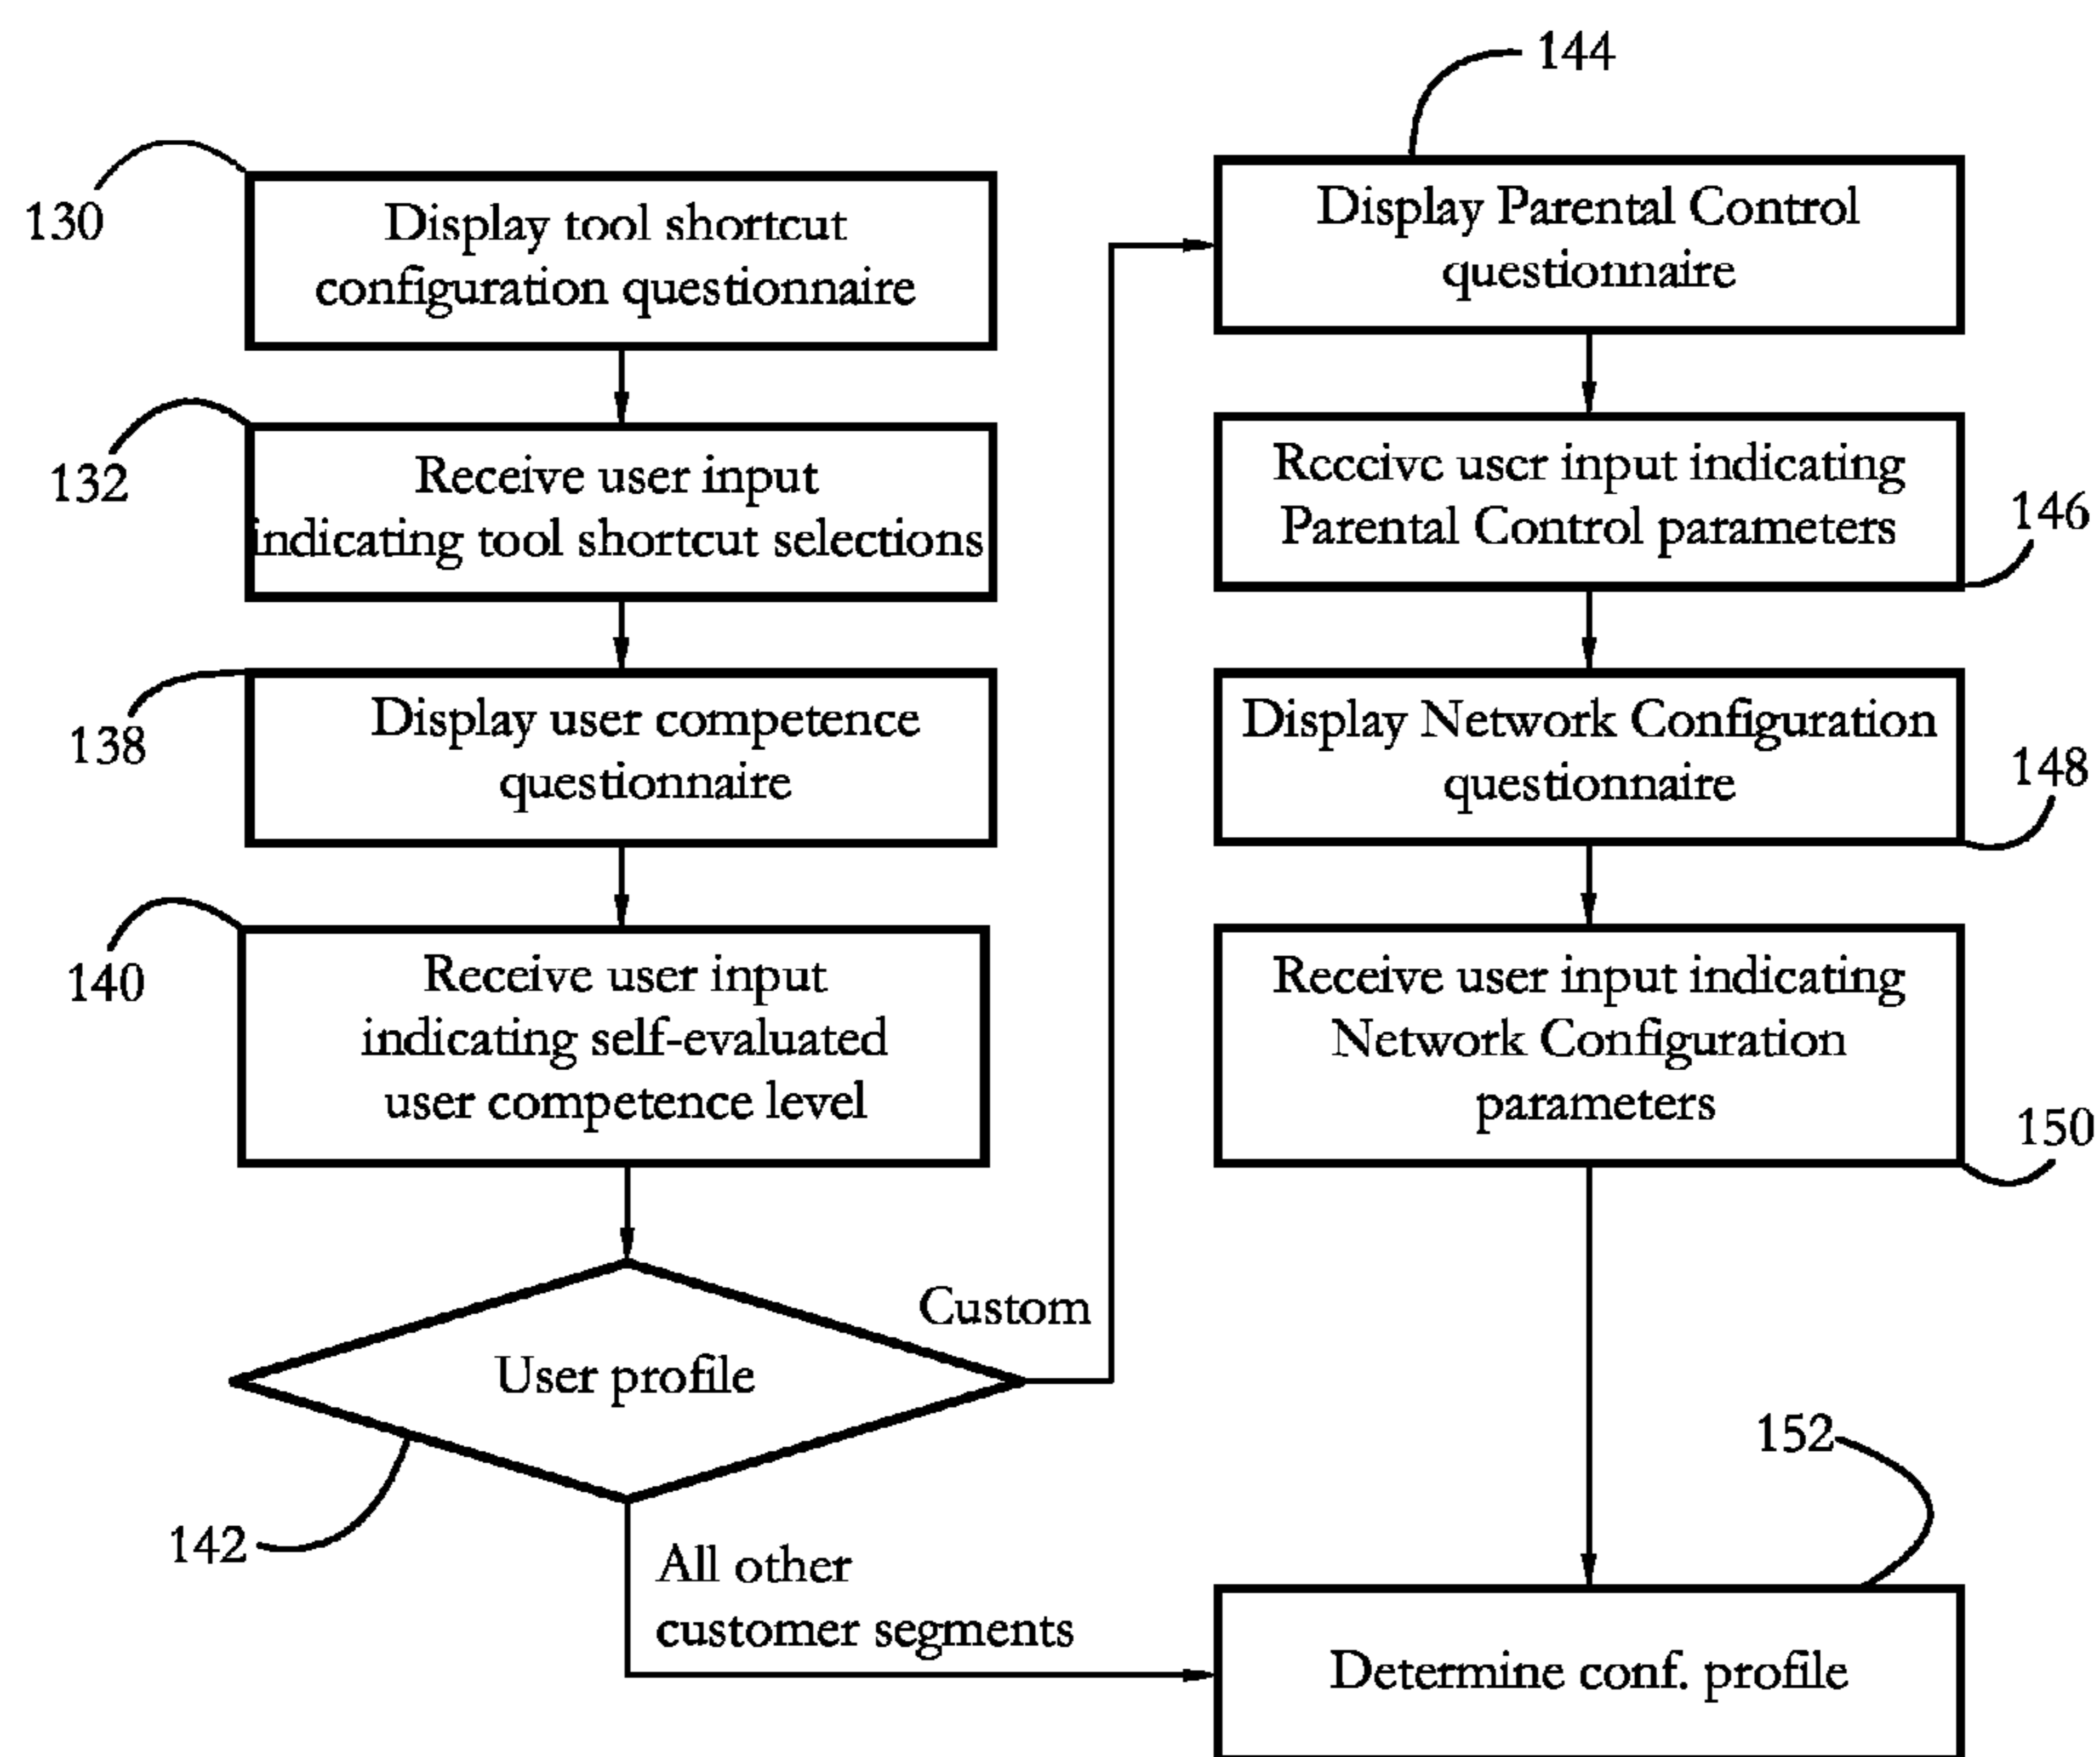 130
Display tool shortcut
configuration questionnaire
132
Receive user input
indicating tool shortcut selections
138
Display user competence
questionnaire
140
Receive user input
indicating self-evaluated
user competence level
User profile
Custom
142
All other
customer segments
144
Display Parental Control
questionnaire
Receive user input indicating
Parental Control parameters
146
Display Network Configuration
questionnaire
148
Receive user input indicating
Network Configuration
parameters
150
152
Determine conf. profile